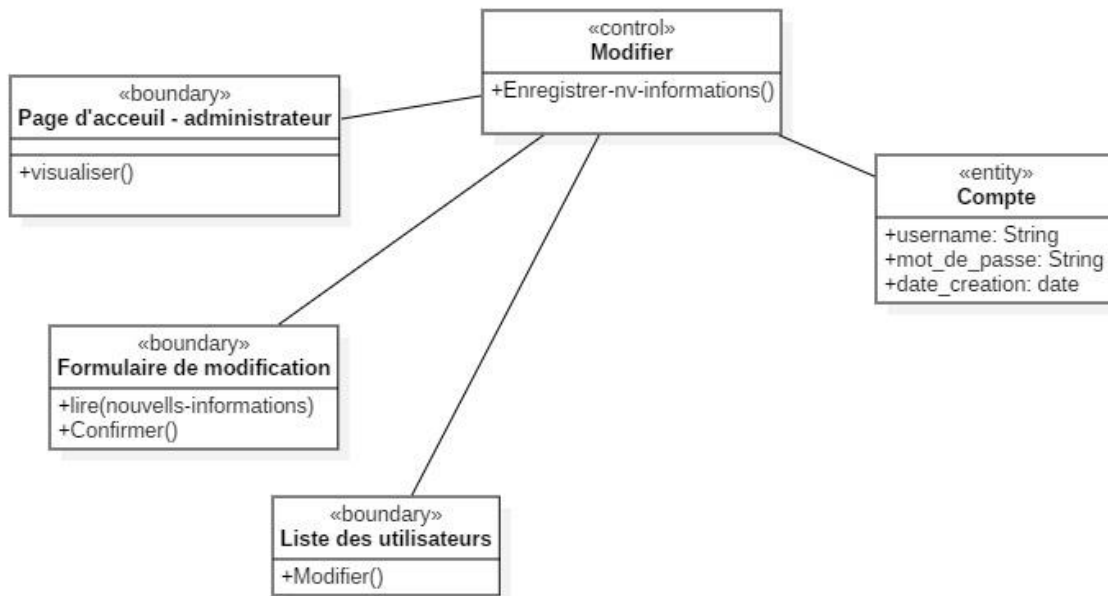 «control»
Modifier
+Enregistrer-nv-informations()
«boundary»
Page d'acceuil - administrateur
+visualiser()
«entity»
Compte
+username: String
+mot_de_passe: String
+date_creation: date
«boundary»
Formulaire de modification
+lire(nouvells-informations)
+Confirmer()
«boundary»
Liste des utilisateurs
+Modifier()